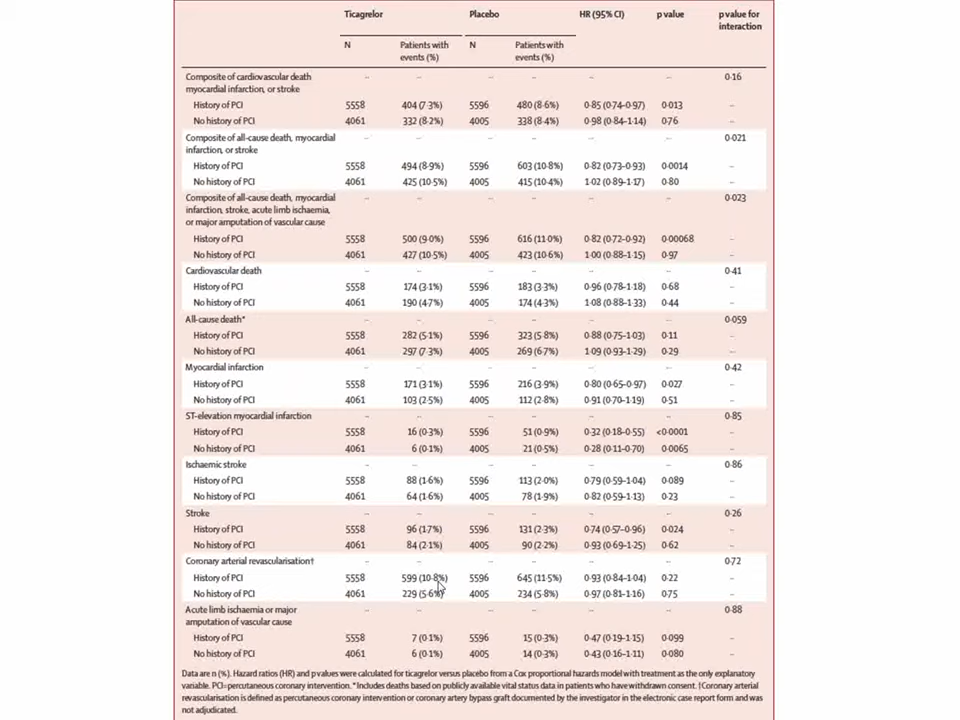 Ticagrelor Placebo HR (95% CI) p value p value for interaction
N Patients with events (%) N Patients with events (%)
Composite of cardiovascular death myocardial infarction, or stroke ·· ·· ·· ·· ·· 0·16
History of PCI 5558 404 (7·3%) 5596 480 (8·6%) 0·85 (0·74–0·97) 0·013 ··
No history of PCI 4061 332 (8·2%) 4005 338 (8·4%) 0·98 (0·84–1·14) 0·76 ··
Composite of all-cause death, myocardial infarction, or stroke ·· ·· ·· ·· ·· 0·021
History of PCI 5558 494 (8·9%) 5596 603 (10·8%) 0·82 (0·73–0·93) 0·0014 ··
No history of PCI 4061 425 (10·5%) 4005 415 (10·4%) 1·02 (0·89–1·17) 0·80 ··
Composite of all-cause death, myocardial infarction, stroke, acute limb ischaemia, or major amputation of vascular cause ·· ·· ·· ·· ·· 0·023
History of PCI 5558 500 (9·0%) 5596 616 (11·0%) 0·82 (0·72–0·92) 0·00068 ··
No history of PCI 4061 427 (10·5%) 4005 423 (10·6%) 1·00 (0·88–1·15) 0·97 ··
Cardiovascular death ·· ·· ·· ·· ·· 0·41
History of PCI 5558 174 (3·1%) 5596 183 (3·3%) 0·96 (0·78–1·18) 0·68 ··
No history of PCI 4061 190 (4·7%) 4005 174 (4·3%) 1·08 (0·88–1·33) 0·44 ··
All-cause death* ·· ·· ·· ·· ·· 0·059
History of PCI 5558 282 (5·1%) 5596 323 (5·8%) 0·88 (0·75–1·03) 0·11 ··
No history of PCI 4061 297 (7·3%) 4005 269 (6·7%) 1·09 (0·93–1·29) 0·29 ··
Myocardial infarction ·· ·· ·· ·· ·· 0·42
History of PCI 5558 171 (3·1%) 5596 216 (3·9%) 0·80 (0·65–0·97) 0·027 ··
No history of PCI 4061 103 (2·5%) 4005 112 (2·8%) 0·91 (0·70–1·19) 0·51 ··
ST-elevation myocardial infarction ·· ·· ·· ·· ·· 0·85
History of PCI 5558 16 (0·3%) 5596 51 (0·9%) 0·32 (0·18–0·55) <0·0001 ··
No history of PCI 4061 6 (0·1%) 4005 21 (0·5%) 0·28 (0·11–0·70) 0·0065 ··
Ischaemic stroke ·· ·· ·· ·· ·· 0·86
History of PCI 5558 88 (1·6%) 5596 113 (2·0%) 0·79 (0·59–1·04) 0·089 ··
No history of PCI 4061 64 (1·6%) 4005 78 (1·9%) 0·82 (0·59–1·13) 0·23 ··
Stroke ·· ·· ·· ·· ·· 0·26
History of PCI 5558 96 (1·7%) 5596 131 (2·3%) 0·74 (0·57–0·96) 0·024 ··
No history of PCI 4061 84 (2·1%) 4005 90 (2·2%) 0·93 (0·69–1·25) 0·62 ··
Coronary arterial revascularisation† ·· ·· ·· ·· ·· 0·72
History of PCI 5558 599 (10·8%) 5596 645 (11·5%) 0·93 (0·84–1·04) 0·22 ··
No history of PCI 4061 229 (5·6%) 4005 234 (5·8%) 0·97 (0·81–1·16) 0·75 ··
Acute limb ischaemia or major amputation of vascular cause ·· ·· ·· ·· ·· 0·88
History of PCI 5558 7 (0·1%) 5596 15 (0·3%) 0·47 (0·19–1·15) 0·099 ··
No history of PCI 4061 6 (0·1%) 4005 14 (0·3%) 0·43 (0·16–1·11) 0·080 ··
Data are n (%). Hazard ratios (HR) and p values were calculated for ticagrelor versus placebo from a Cox proportional hazards model with treatment as the only explanatory
variable. PCI=percutaneous coronary intervention. *Includes deaths based on publicly available vital status data in patients who have withdrawn consent. †Coronary arterial
revascularisation is defined as percutaneous coronary intervention or coronary artery bypass graft documented by the investigator in the electronic case report form and was
not adjudicated.